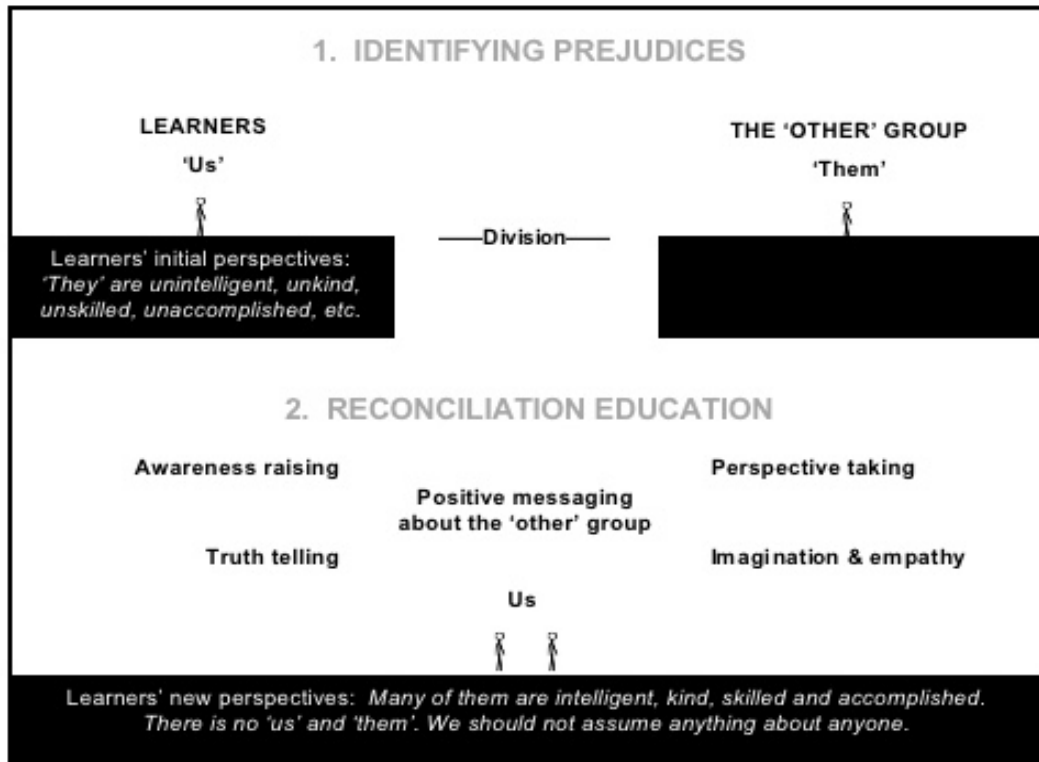 1. IDENTIFYING PREJUDICES
LEARNERS
‘Us’
THE ‘OTHER’ GROUP
‘Them’
Division
Learners’ initial perspectives:
‘They’ are unintelligent, unkind,
unskilled, unaccomplished, etc.
2. RECONCILIATION EDUCATION
Awareness raising
Perspective taking
Positive messaging
about the ‘other’ group
Truth telling
Imagination & empathy
Us
Learners’ new perspectives: Many of them are intelligent, kind, skilled and accomplished.
There is no ‘us’ and ‘them’. We should not assume anything about anyone.